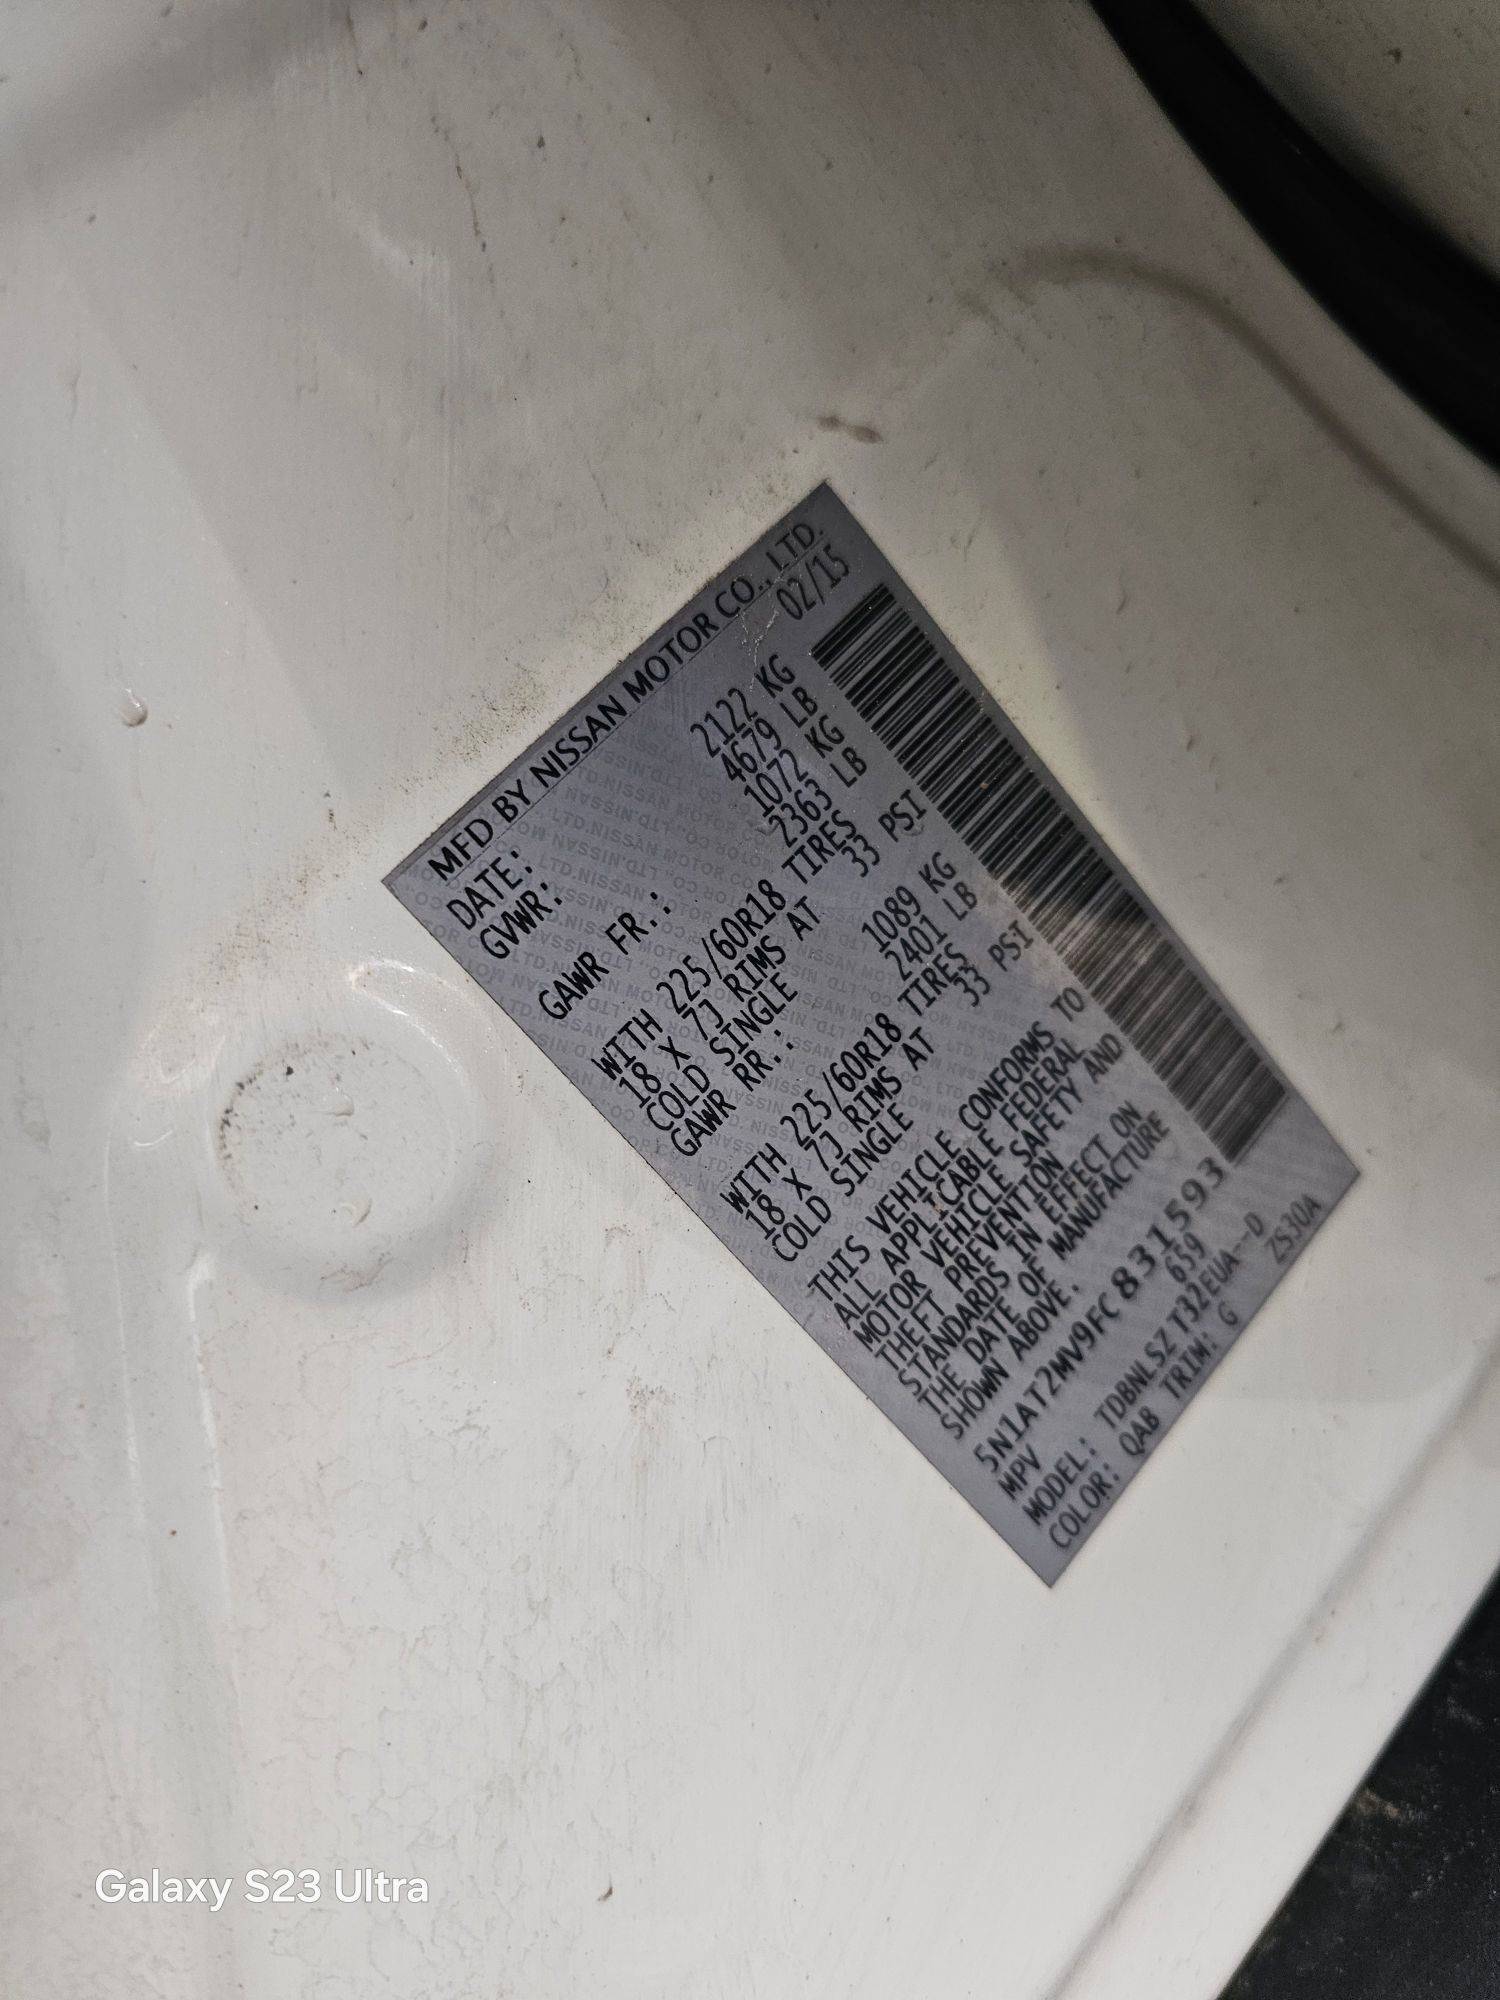 MFD BY NISSAN MOTOR CO., LTD.
DATE: 02/15
GVWR: 2122 KG
4679 LB
GAWR FR.: 1072 KG
2363 LB
WITH 225/60R18 TIRES
18 X 7J RIMS AT 33 PSI
COLD SINGLE
GAWR RR.: 1089 KG
2401 LB
WITH 225/60R18 TIRES
18 X 7J RIMS AT 33 PSI
COLD SINGLE
THIS VEHICLE CONFORMS TO
ALL APPLICABLE FEDERAL
MOTOR VEHICLE SAFETY AND
THEFT PREVENTION
STANDARDS IN EFFECT ON
THE DATE OF MANUFACTURE
SHOWN ABOVE.
5N1AT2MV9FC831593
MPV 659
MODEL: TDBNLSZ T32EUA--D
COLOR: QAB TRIM: G ZS30A
Galaxy S23 Ultra